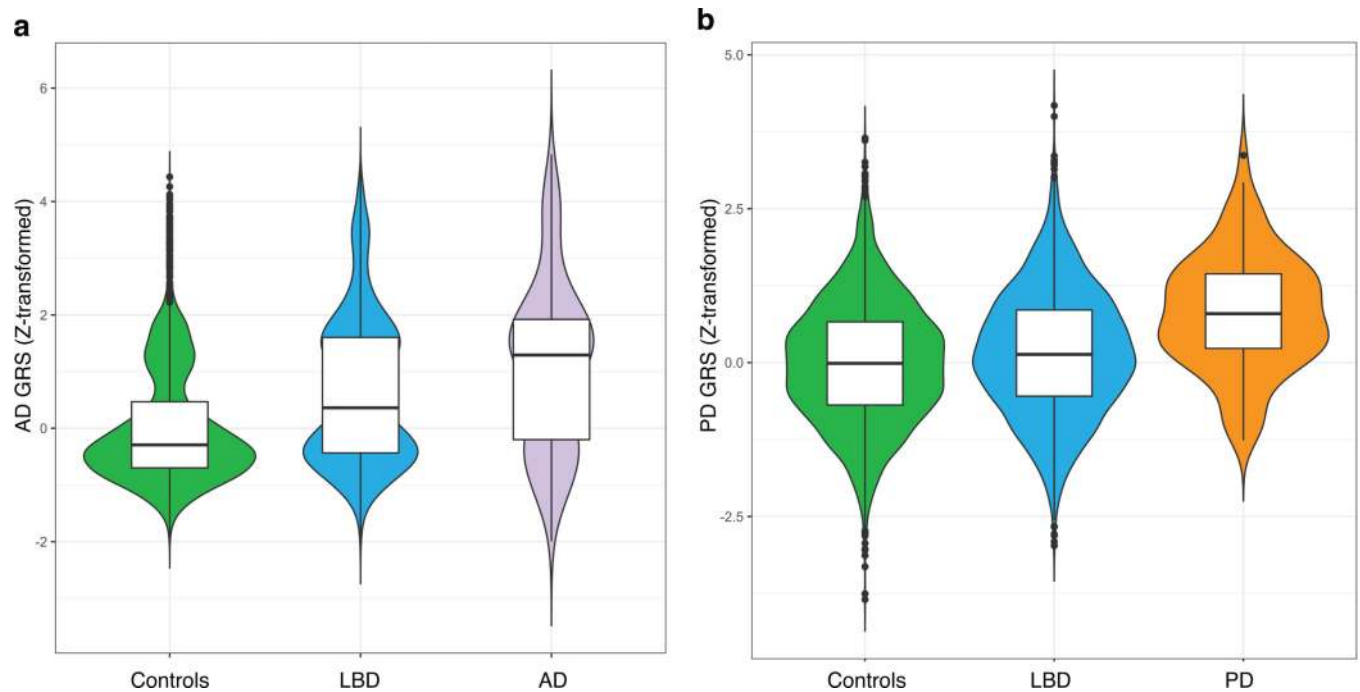 a
AD GRS (Z-transformed)
6
4
2
0
-2
Controls LBD AD
b
PD GRS (Z-transformed)
5.0
2.5
0.0
-2.5
Controls LBD PD